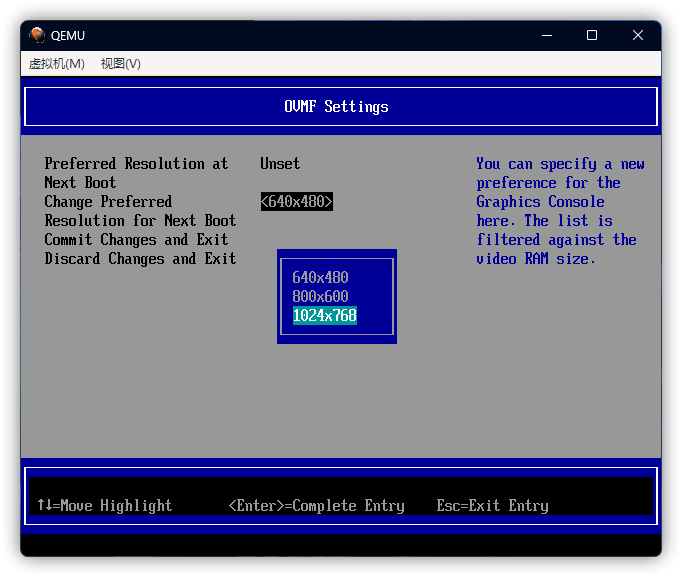 QEMU
虚拟机(M) 视图(V)
OVMF Settings
Preferred Resolution at Unset
Next Boot
Change Preferred <640x480>
Resolution for Next Boot
Commit Changes and Exit
Discard Changes and Exit
You can specify a new
preference for the
Graphics Console
here. The list is
filtered against the
video RAM size.
640x480
800x600
1024x768
↑↓=Move Highlight <Enter>=Complete Entry Esc=Exit Entry